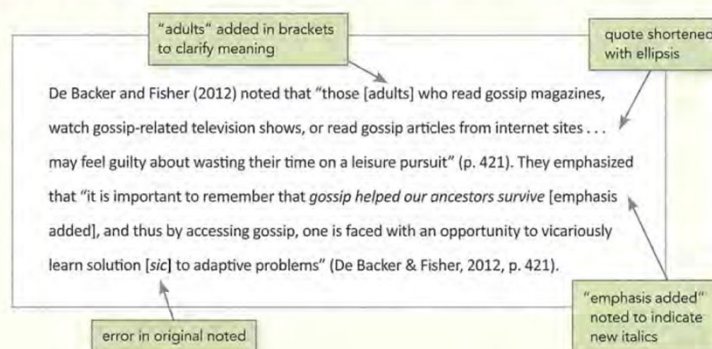 "adults" added in brackets
to clarify meaning
quote shortened
with ellipsis
De Backer and Fisher (2012) noted that “those [adults] who read gossip magazines,
watch gossip-related television shows, or read gossip articles from internet sites . . .
may feel guilty about wasting their time on a leisure pursuit” (p. 421). They emphasized
that “it is important to remember that gossip helped our ancestors survive [emphasis
added], and thus by accessing gossip, one is faced with an opportunity to vicariously
learn solution [sic] to adaptive problems” (De Backer & Fisher, 2012, p. 421).
error in original noted
"emphasis added"
noted to indicate
new italics